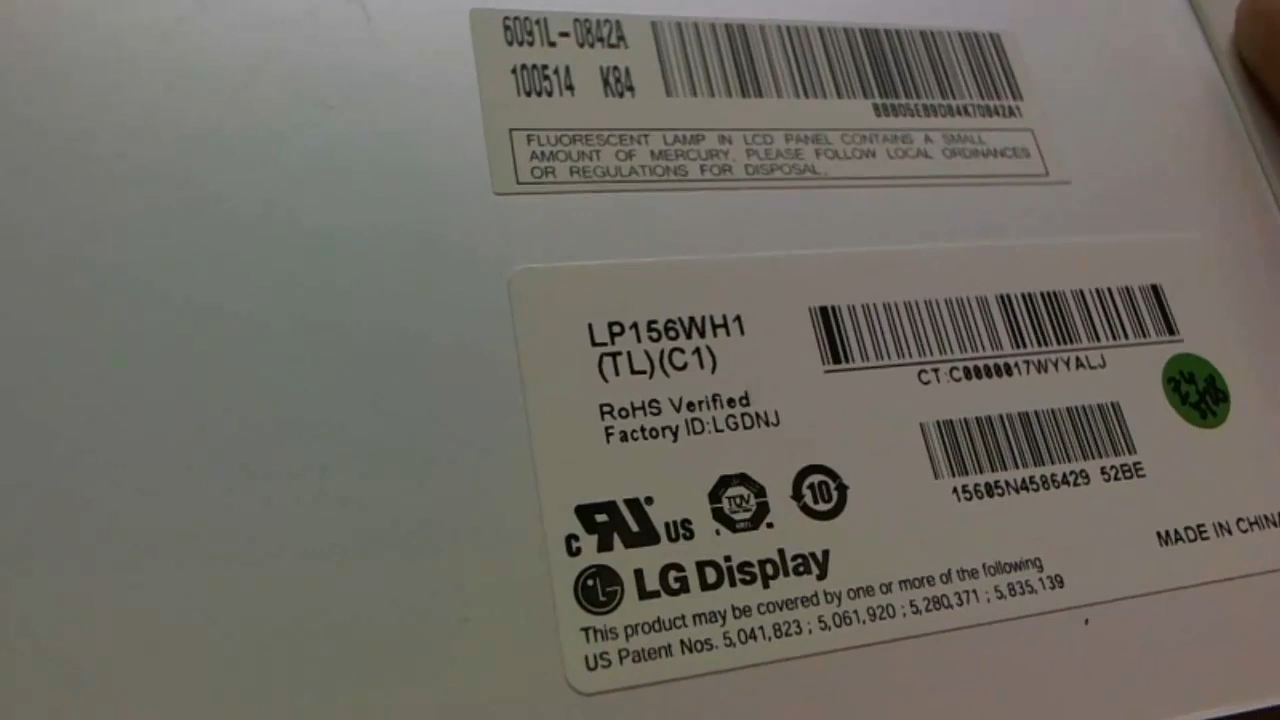 6091L-0842A
100514 K84
FLUORESCENT LAMP IN LCD PANEL CONTAINS A SMALL
AMOUNT OF MERCURY, PLEASE FOLLOW LOCAL ORDINANCES
OR REGULATIONS FOR DISPOSAL.
LP156WH1
(TL)(C1)
RoHS Verified
Factory ID:LGDNJ
CT:C0000017WYYALJ
15605N4586429 52BE
C US
TÜV
10
MADE IN CHINA
LG Display
This product may be covered by one or more of the following
US Patent Nos. 5,041,823 ; 5,061,920 ; 5,280,371 ; 5,835,139